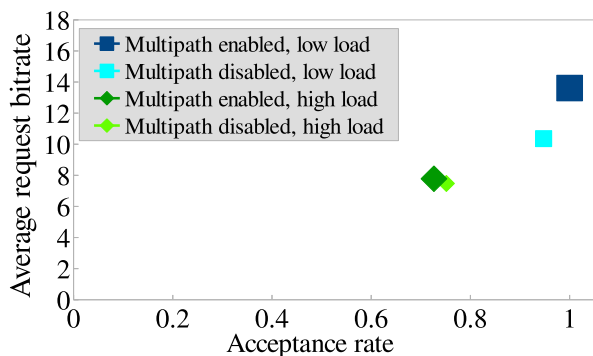 18
16
14
12
10
8
6
4
2
0
Average request bitrate
Multipath enabled, low load
Multipath disabled, low load
Multipath enabled, high load
Multipath disabled, high load
0 0.2 0.4 0.6 0.8 1
Acceptance rate